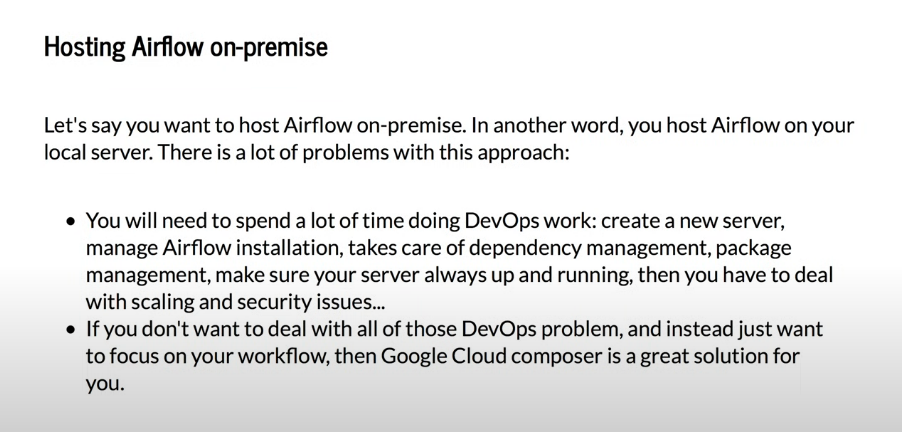 Hosting Airflow on-premise
Let's say you want to host Airflow on-premise. In another word, you host Airflow on your
local server. There is a lot of problems with this approach:
• You will need to spend a lot of time doing DevOps work: create a new server,
manage Airflow installation, takes care of dependency management, package
management, make sure your server always up and running, then you have to deal
with scaling and security issues...
• If you don't want to deal with all of those DevOps problem, and instead just want
to focus on your workflow, then Google Cloud composer is a great solution for
you.